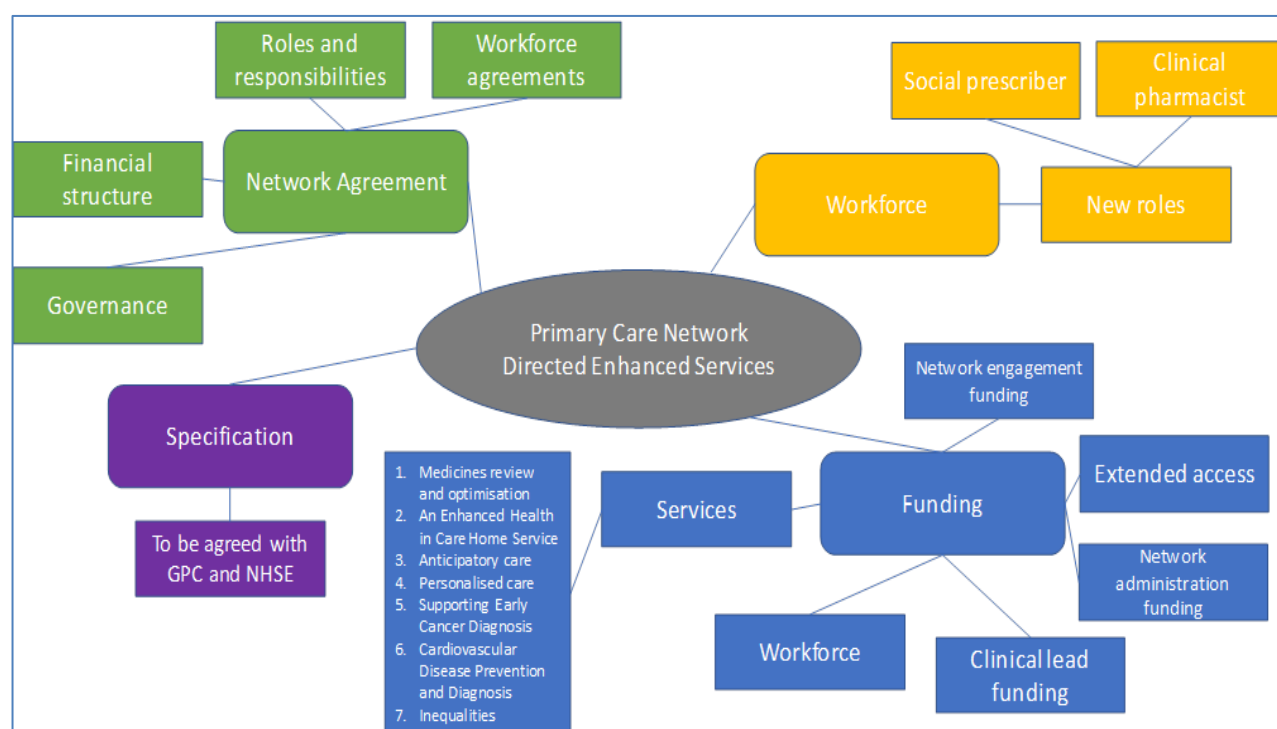 Roles and
responsibilities
Workforce
agreements
Social prescriber
Clinical
pharmacist
Financial
structure
Network Agreement
Workforce
New roles
Governance
Primary Care Network
Directed Enhanced Services
Network engagement
funding
Specification
1. Medicines review
and optimisation
2. An Enhanced Health
in Care Home Service
3. Anticipatory care
4. Personalised care
5. Supporting Early
Cancer Diagnosis
6. Cardiovascular
Disease Prevention
and Diagnosis
7. Inequalities
Services
Funding
Extended access
To be agreed with
GPC and NHSE
Network
administration
funding
Workforce
Clinical lead
funding